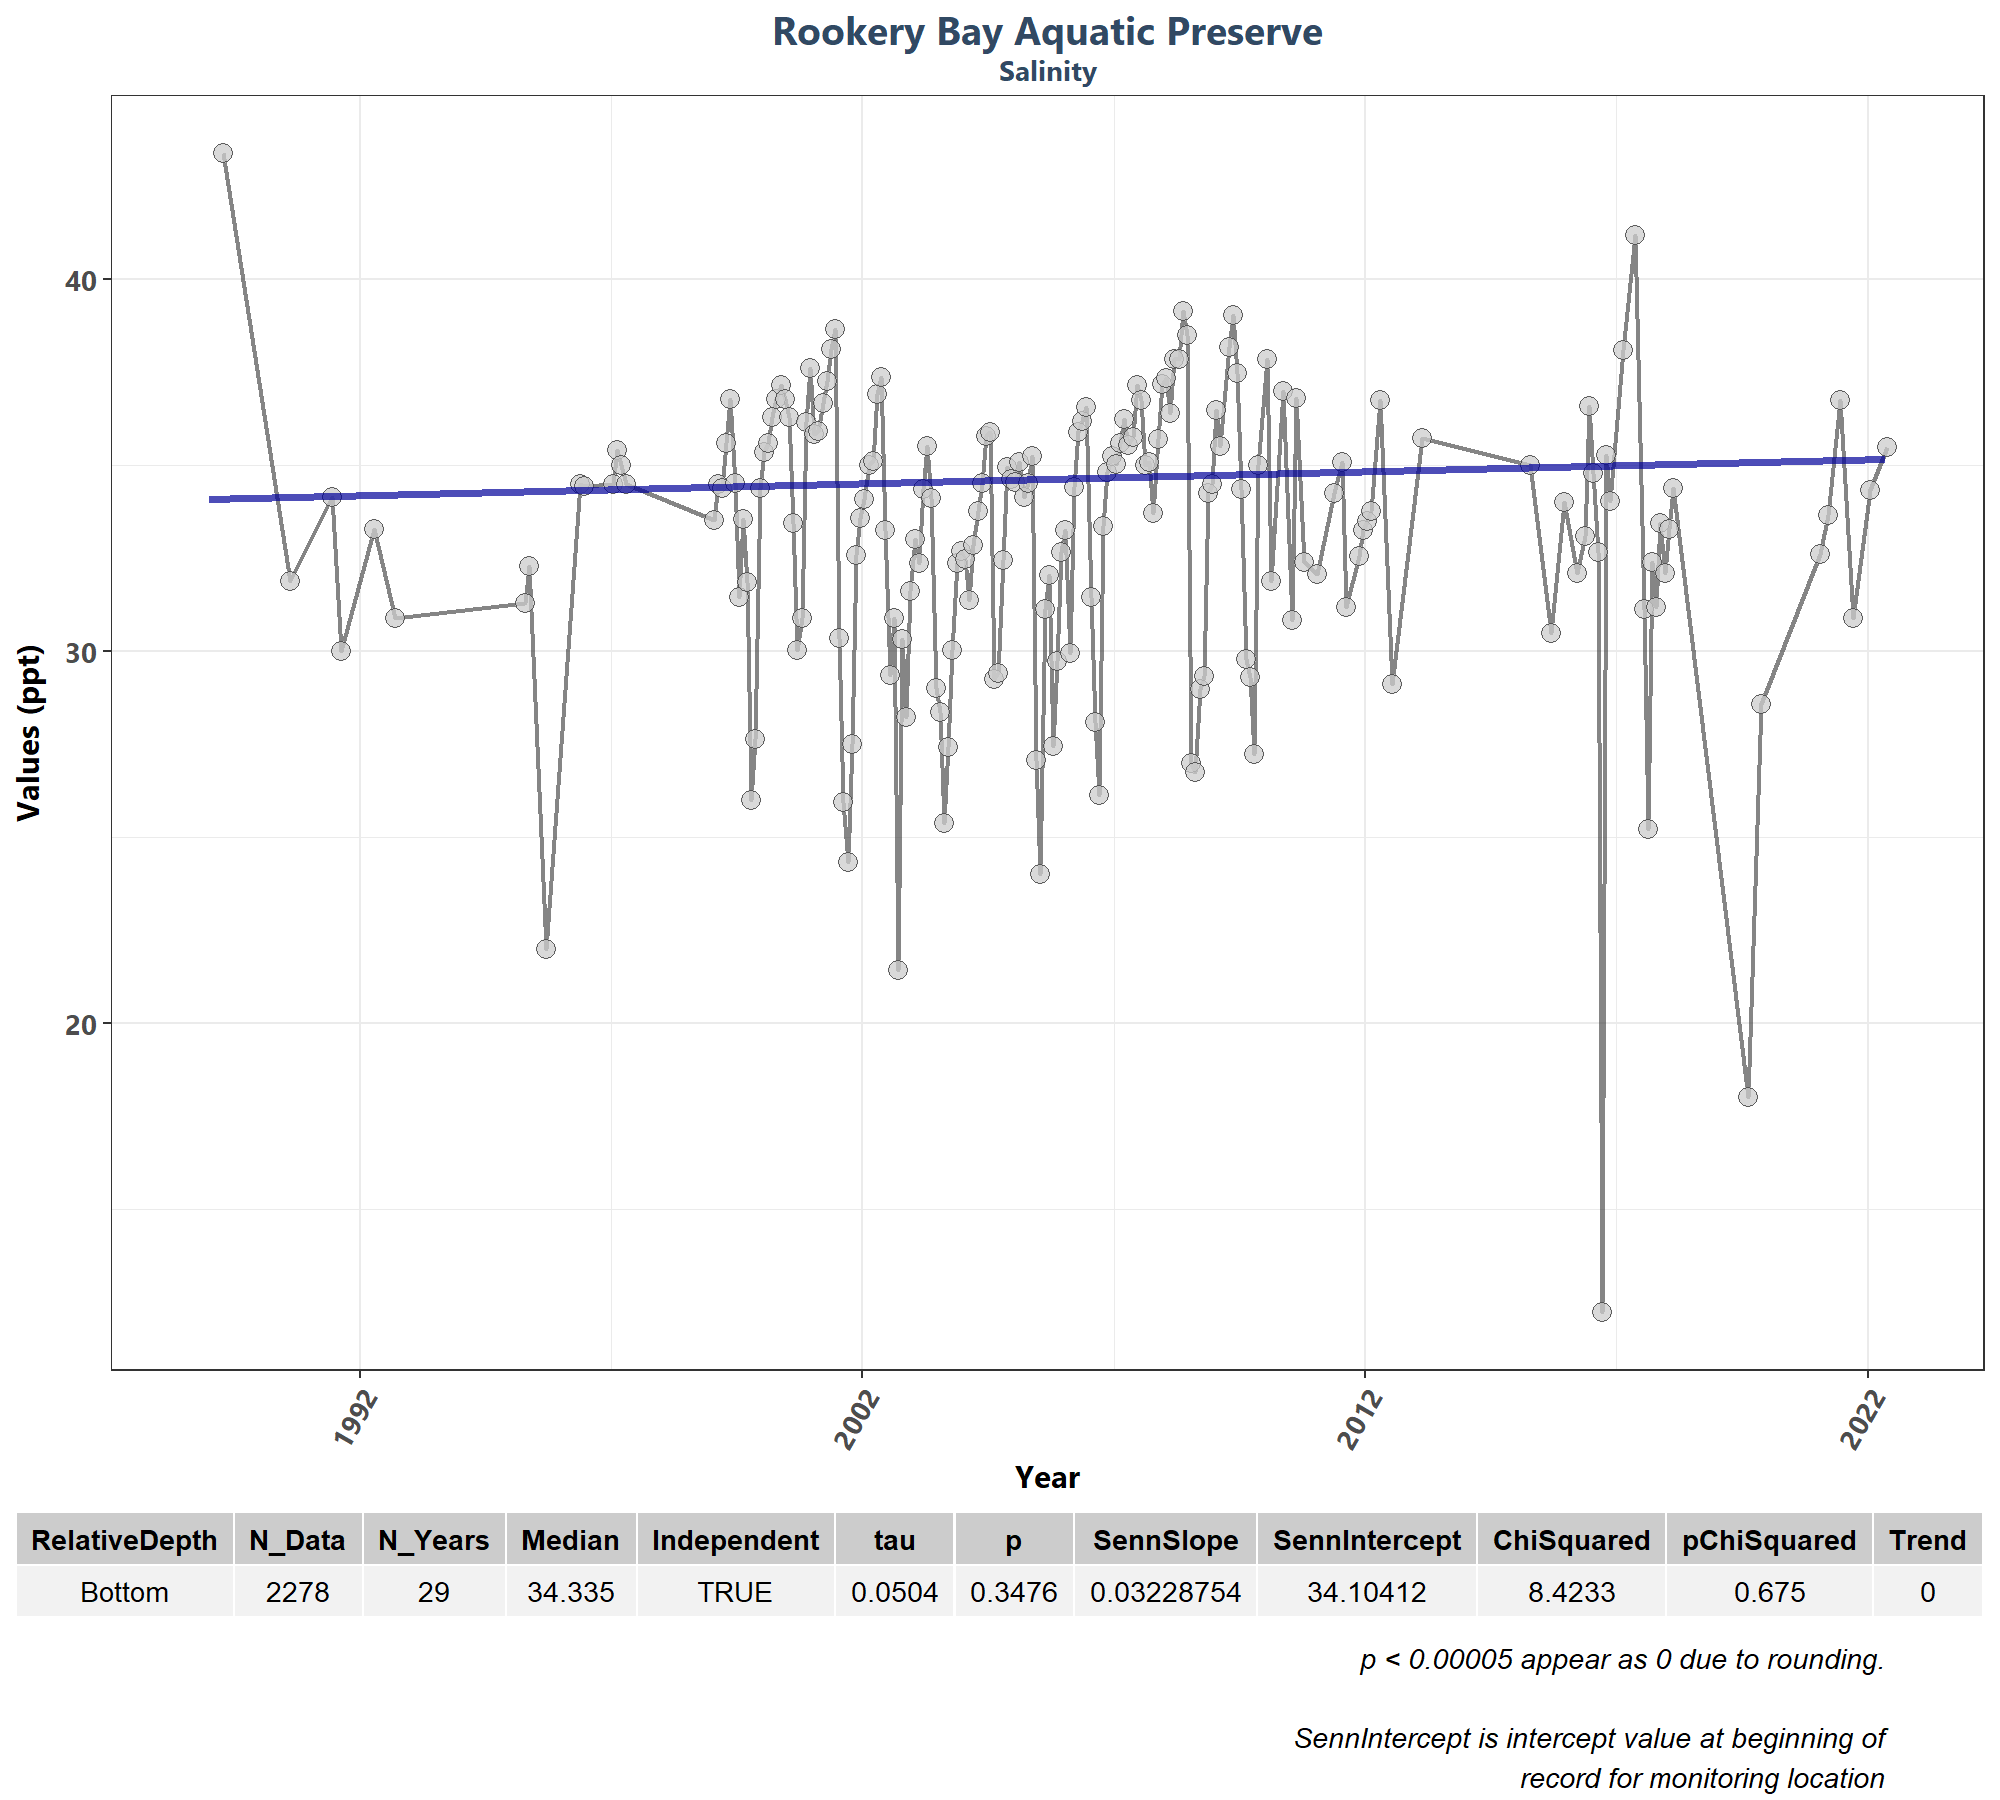 Rookery Bay Aquatic Preserve
Salinity
Values (ppt)
40
30
20
1992
2002
2012
2022
Year
RelativeDepth N_Data N_Years Median Independent tau p SennSlope SennIntercept ChiSquared pChiSquared Trend
Bottom 2278 29 34.335 TRUE 0.0504 0.3476 0.03228754 34.10412 8.4233 0.675 0
p < 0.00005 appear as 0 due to rounding.
SennIntercept is intercept value at beginning of
record for monitoring location